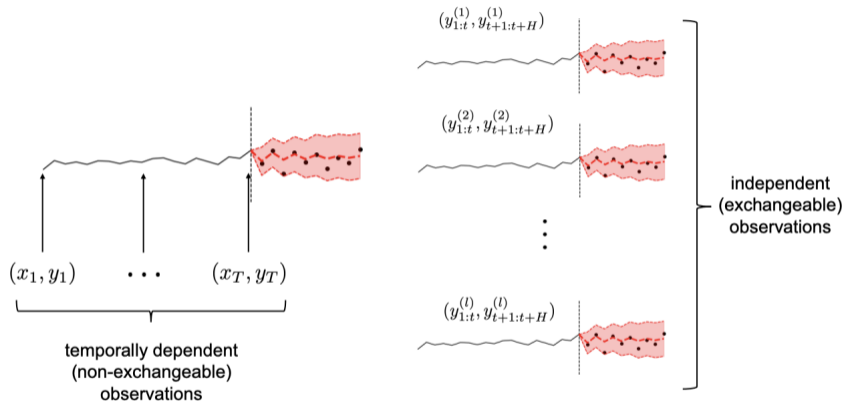 (x_1, y_1) ... (x_T, y_T)
temporally dependent
(non-exchangeable)
observations
(y_{1:t}^{(1)}, y_{t+1:t+H}^{(1)})
(y_{1:t}^{(2)}, y_{t+1:t+H}^{(2)})
(y_{1:t}^{(l)}, y_{t+1:t+H}^{(l)})
independent
(exchangeable)
observations